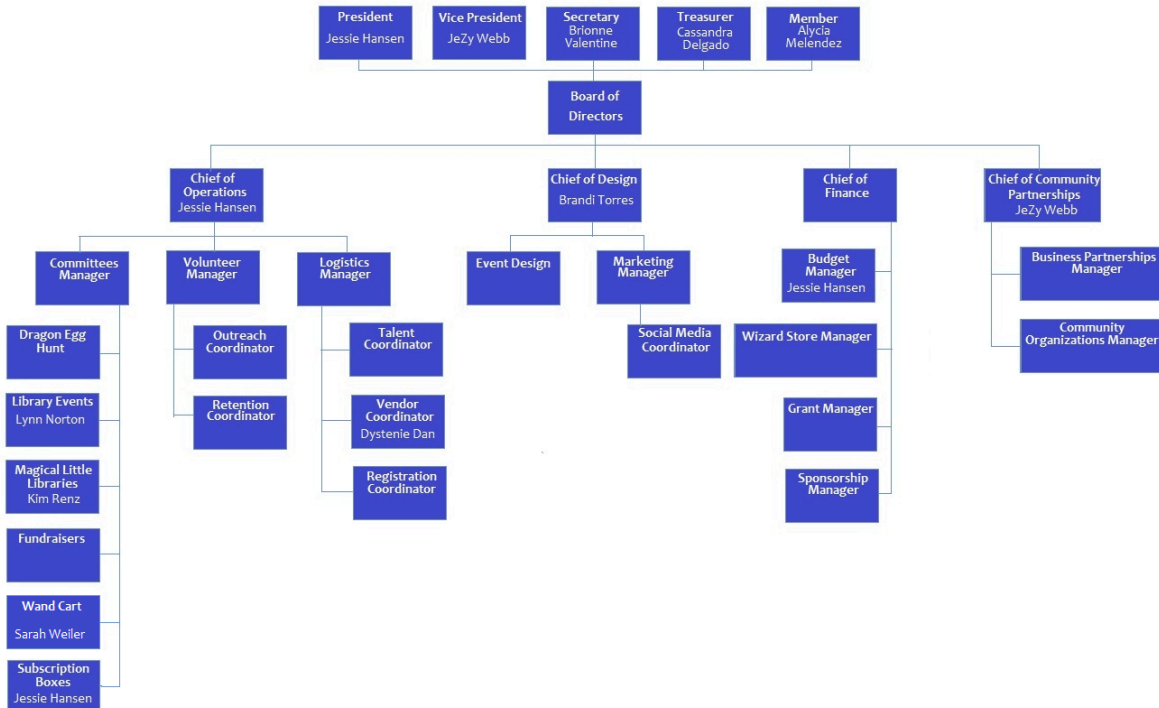 President
Jessie Hansen
Vice President
JeZy Webb
Secretary
Brionne
Valentine
Treasurer
Cassandra
Delgado
Member
Alycia
Melendez
Board of
Directors
Chief of
Operations
Jessie Hansen
Chief of Design
Brandi Torres
Chief of
Finance
Chief of Community
Partnerships
JeZy Webb
Committees
Manager
Volunteer
Manager
Logistics
Manager
Event Design
Marketing
Manager
Budget
Manager
Jessie Hansen
Business Partnerships
Manager
Dragon Egg
Hunt
Outreach
Coordinator
Talent
Coordinator
Social Media
Coordinator
Wizard Store Manager
Community
Organizations Manager
Library Events
Lynn Norton
Retention
Coordinator
Vendor
Coordinator
Dystenie Dan
Grant Manager
Magical Little
Libraries
Kim Renz
Registration
Coordinator
Sponsorship
Manager
Fundraisers
Wand Cart
Sarah Weiler
Subscription
Boxes
Jessie Hansen